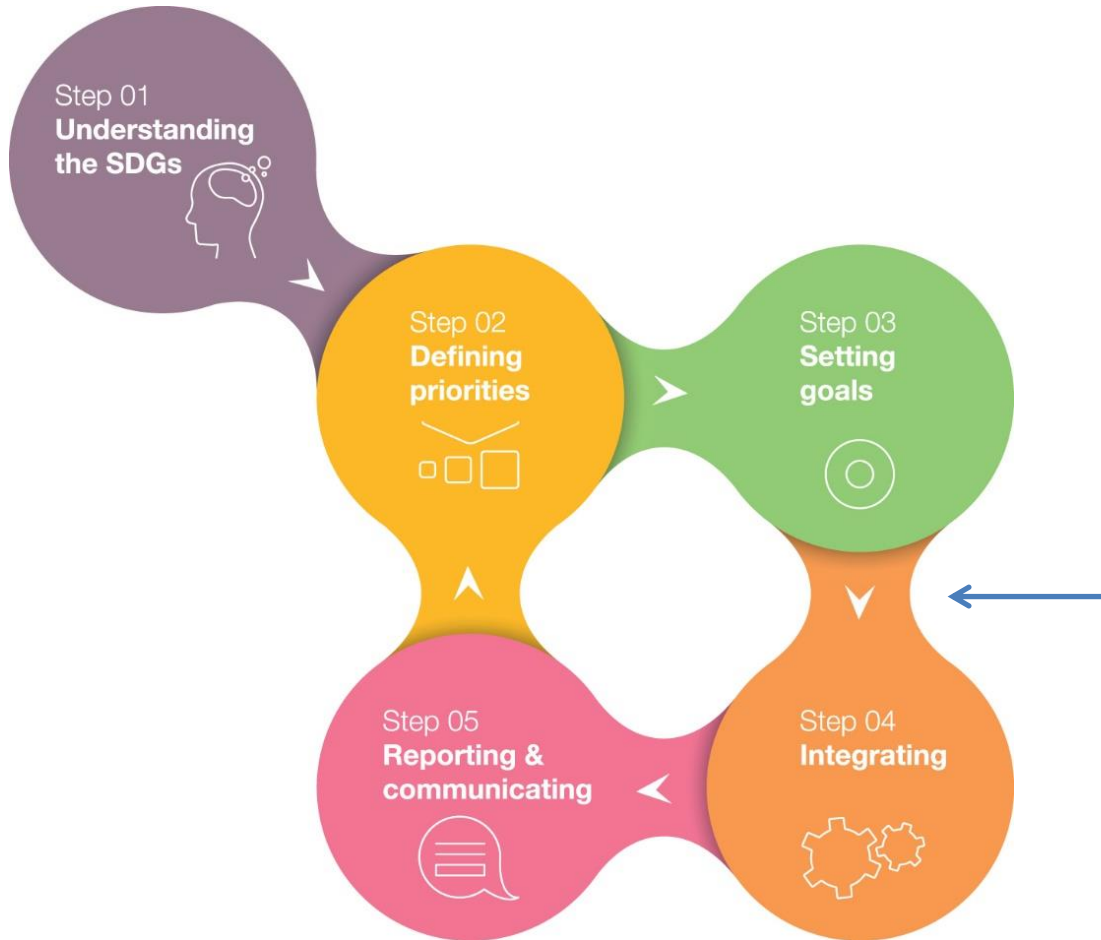 Step 01
Understanding
the SDGs
Step 02
Defining
priorities
Step 03
Setting
goals
Step 04
Integrating
Step 05
Reporting &
communicating